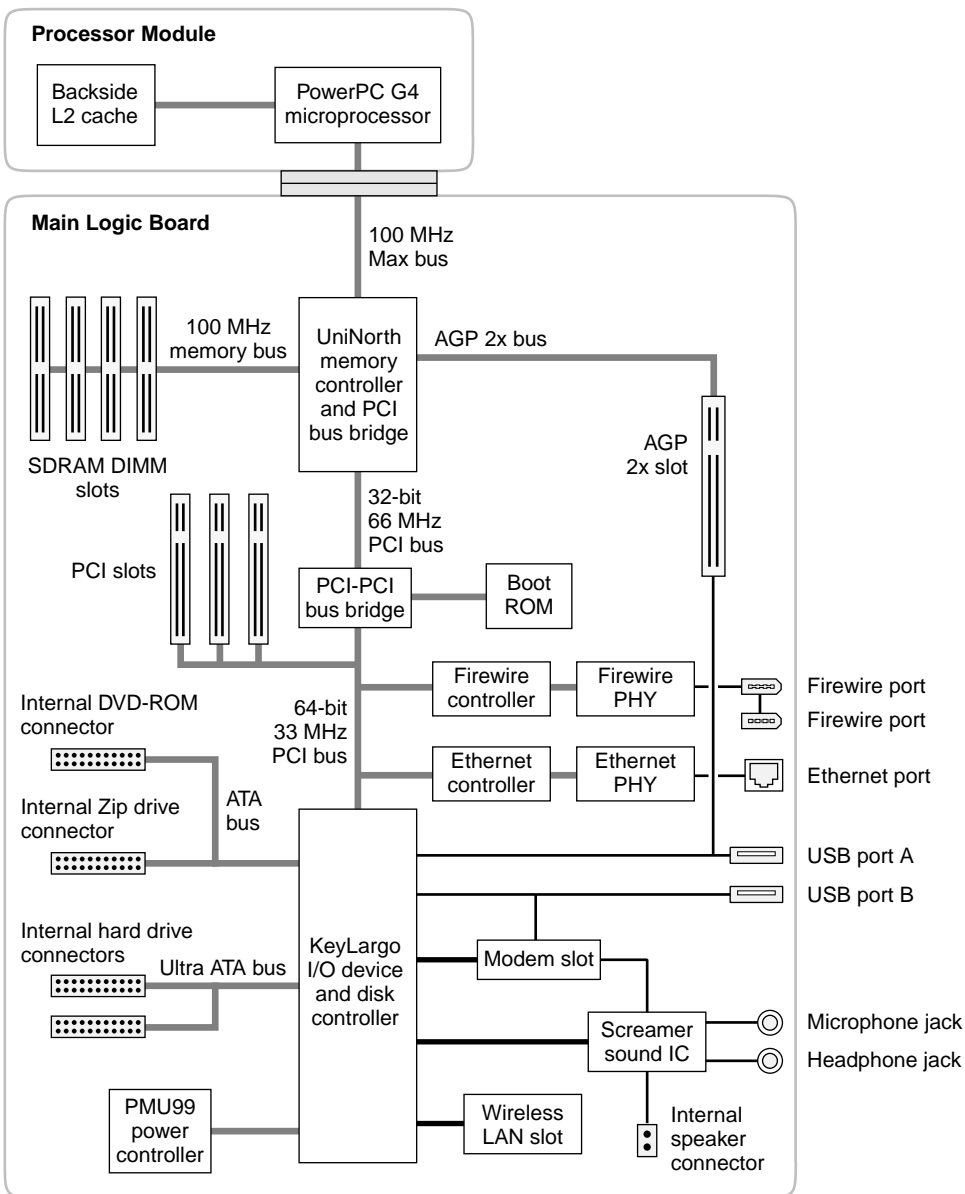 Processor Module
Backside
L2 cache
PowerPC G4
microprocessor
Main Logic Board
100 MHz
Max bus
100 MHz
memory bus
UniNorth
memory
controller
and PCI
bus bridge
AGP 2x bus
AGP
2x slot
SDRAM DIMM
slots
32-bit
66 MHz
PCI bus
PCI slots
PCI-PCI
bus bridge
Boot
ROM
Firewire
controller
Firewire
PHY
Firewire port
Firewire port
Internal DVD-ROM
connector
64-bit
33 MHz
PCI bus
Ethernet
controller
Ethernet
PHY
Ethernet port
Internal Zip drive
connector
ATA
bus
USB port A
USB port B
Internal hard drive
connectors
Ultra ATA bus
KeyLargo
I/O device
and disk
controller
Modem slot
Screamer
sound IC
Microphone jack
Headphone jack
PMU99
power
controller
Wireless
LAN slot
Internal
speaker
connector